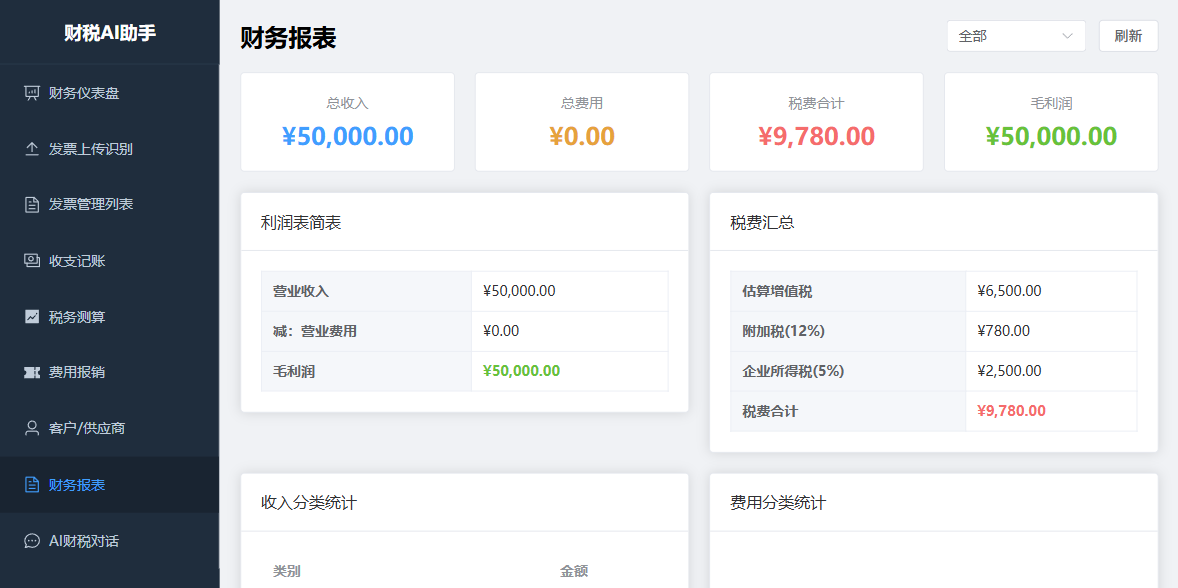 财税AI助手
财务仪表盘
发票上传识别
发票管理列表
收支记账
税务测算
费用报销
客户/供应商
财务报表
AI财税对话
财务报表
全部
刷新
总收入
¥50,000.00
总费用
¥0.00
税费合计
¥9,780.00
毛利润
¥50,000.00
利润表简表
营业收入 ¥50,000.00
减：营业费用 ¥0.00
毛利润 ¥50,000.00
税费汇总
估算增值税 ¥6,500.00
附加税(12%) ¥780.00
企业所得税(5%) ¥2,500.00
税费合计 ¥9,780.00
收入分类统计
类别 金额
费用分类统计